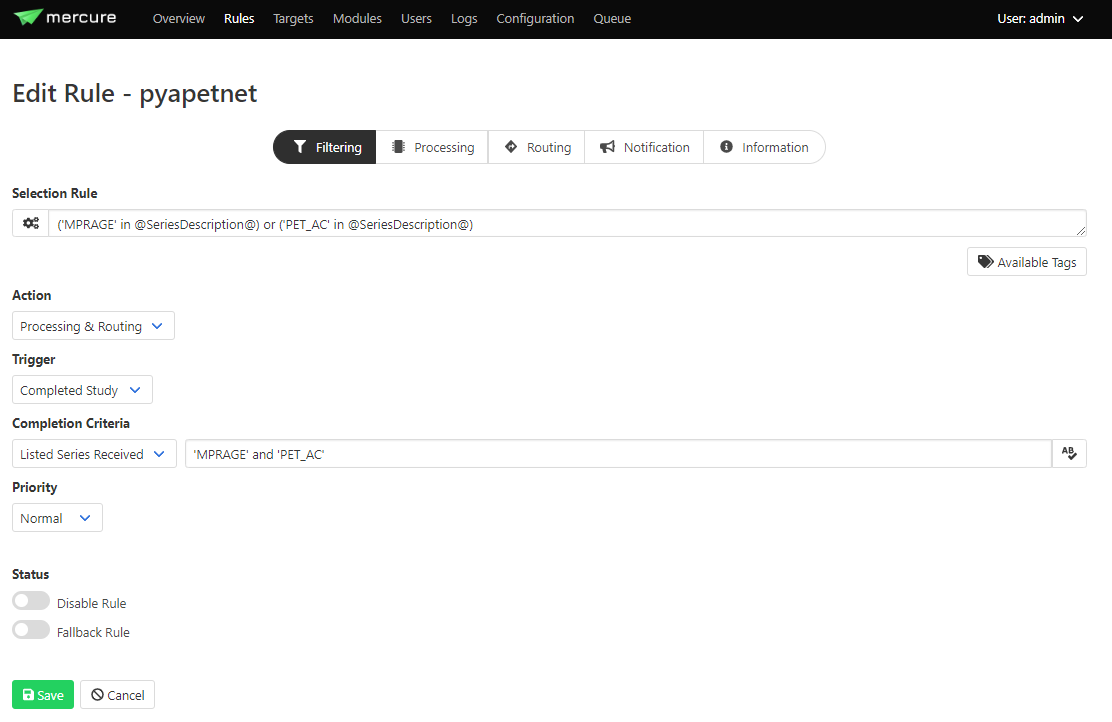 mercure Overview Rules Targets Modules Users Logs Configuration Queue User: admin
Edit Rule - pyapetnet
Filtering Processing Routing Notification Information
Selection Rule
('MPRAGE' in @SeriesDescription@) or ('PET_AC' in @SeriesDescription@)
Available Tags
Action
Processing & Routing
Trigger
Completed Study
Completion Criteria
Listed Series Received 'MPRAGE' and 'PET_AC' AB
Priority
Normal
Status
Disable Rule
Fallback Rule
Save Cancel